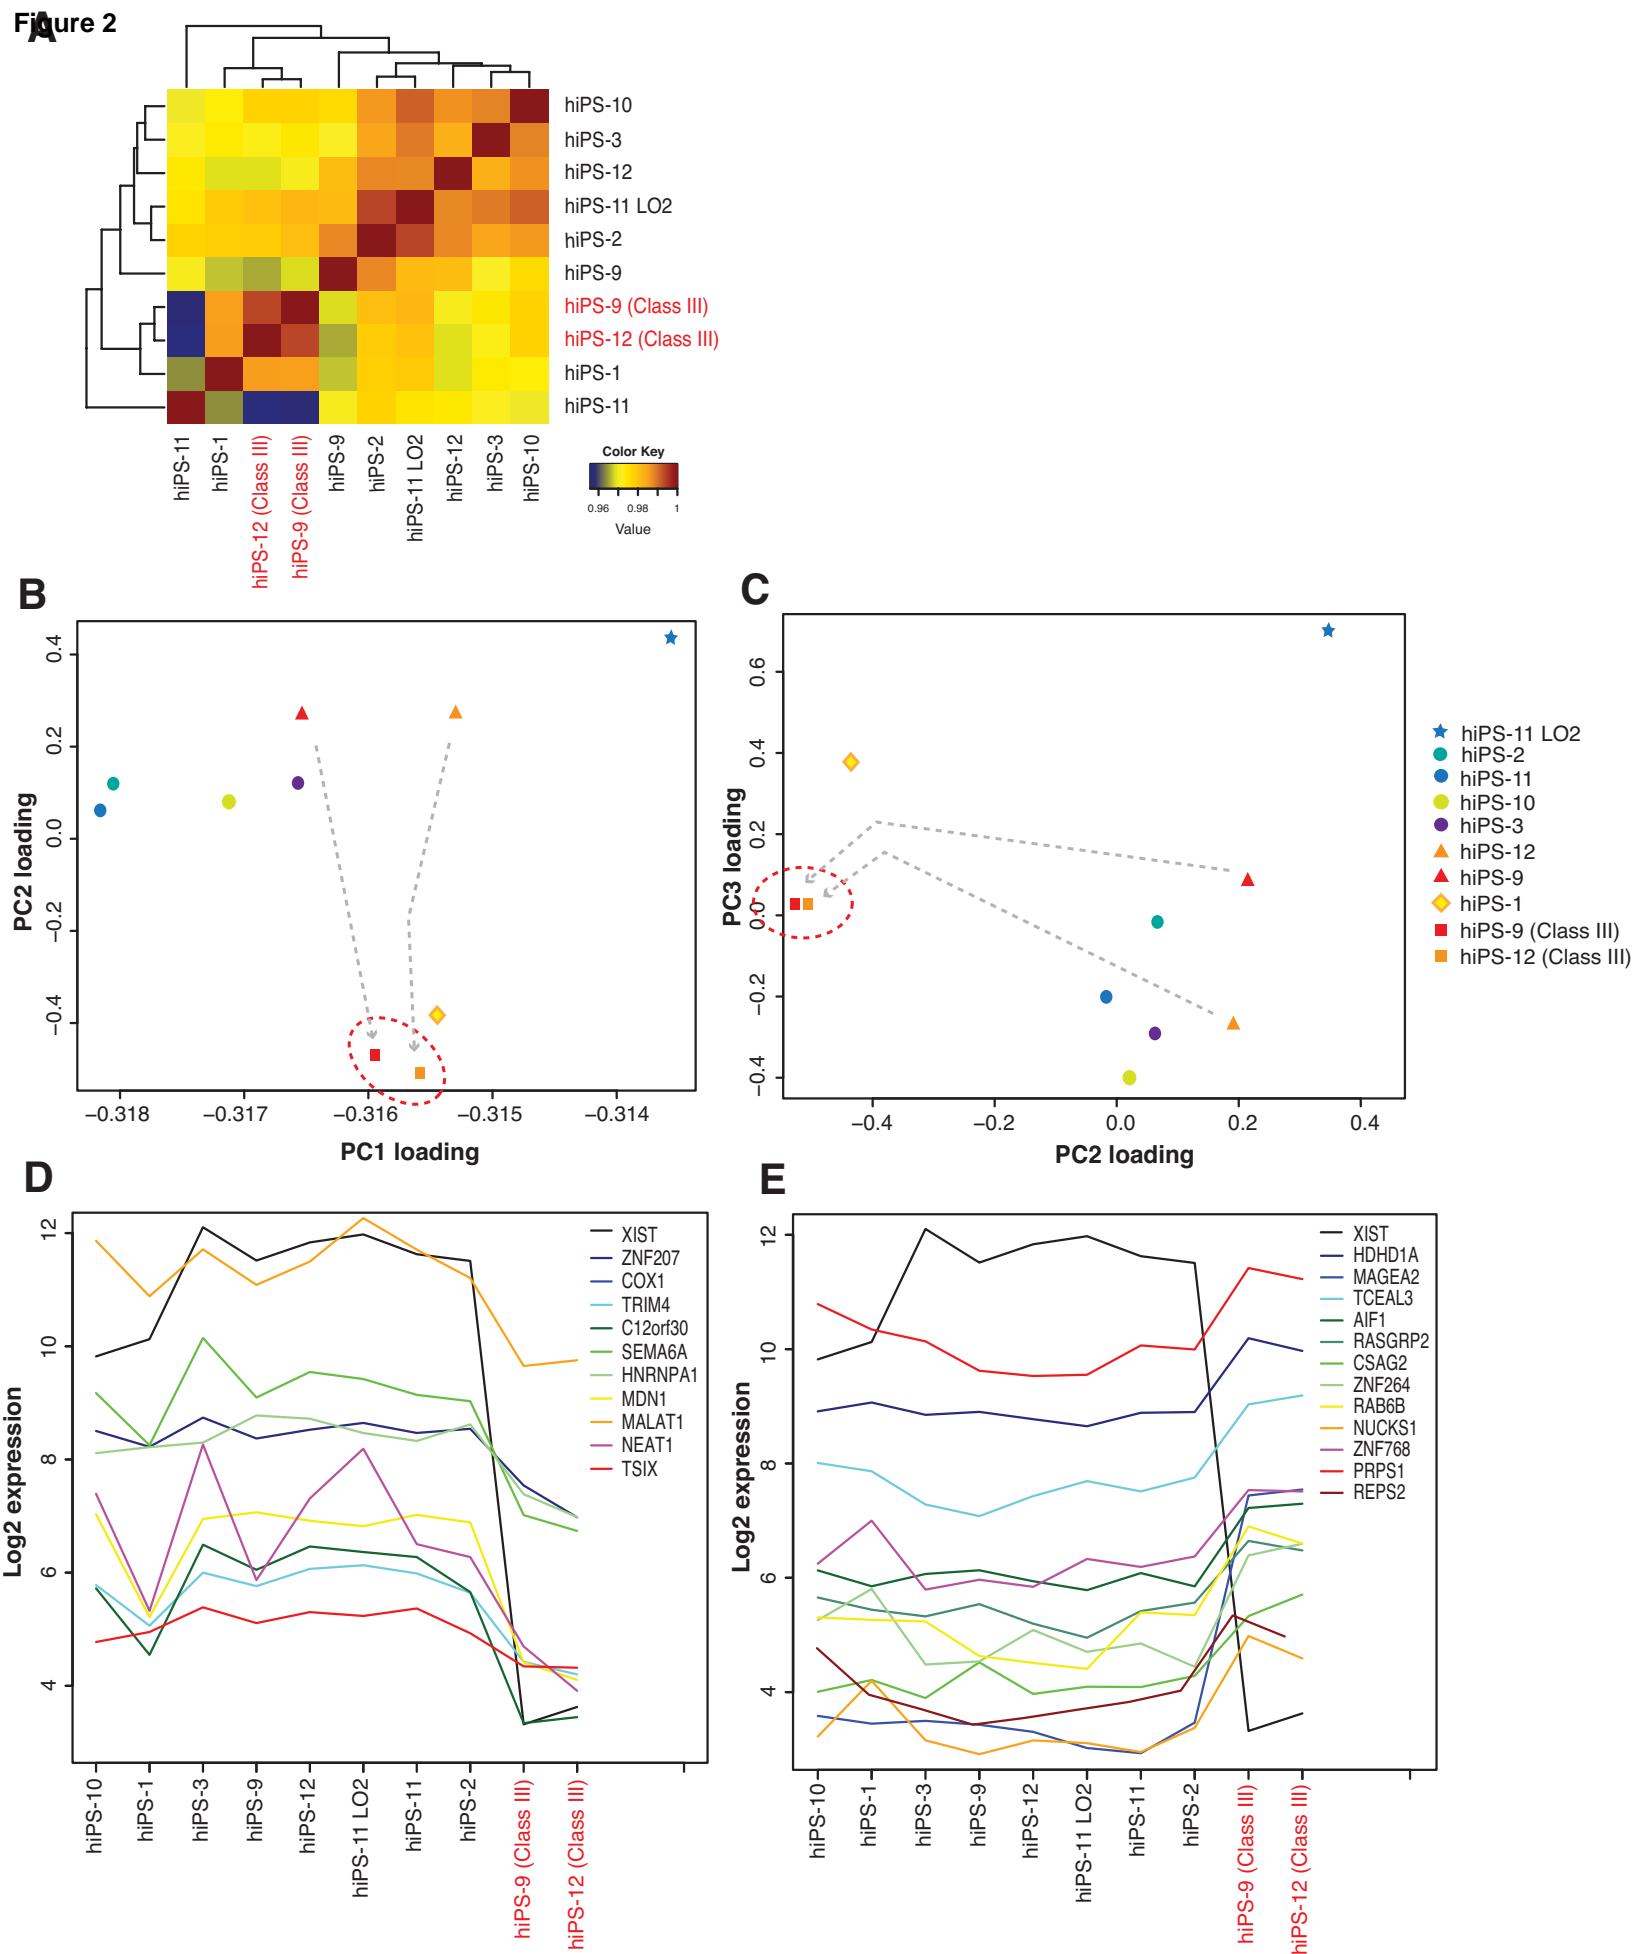 Figure 2
A
hiPS-10
hiPS-3
hiPS-12
hiPS-11 LO2
hiPS-2
hiPS-9
hiPS-9 (Class III)
hiPS-12 (Class III)
hiPS-1
hiPS-11
hiPS-11
hiPS-1
hiPS-12 (Class III)
hiPS-9 (Class III)
hiPS-9
hiPS-2
hiPS-11 LO2
hiPS-12
hiPS-3
hiPS-10
Color Key
0.96 0.98 1
Value
B
PC2 loading
0.4
0.2
0.0
−0.2
−0.4
−0.318 −0.317 −0.316 −0.315 −0.314
PC1 loading
C
PC3 loading
0.6
0.4
0.2
0.0
−0.2
−0.4
−0.4 −0.2 0.0 0.2 0.4
PC2 loading
hiPS-11 LO2
hiPS-2
hiPS-11
hiPS-10
hiPS-3
hiPS-12
hiPS-9
hiPS-1
hiPS-9 (Class III)
hiPS-12 (Class III)
D
Log2 expression
12
10
8
6
4
XIST
ZNF207
COX1
TRIM4
C12orf30
SEMA6A
HNRNPA1
MDN1
MALAT1
NEAT1
TSIX
hiPS-10
hiPS-1
hiPS-3
hiPS-9
hiPS-12
hiPS-11 LO2
hiPS-11
hiPS-2
hiPS-9 (Class III)
hiPS-12 (Class III)
E
Log2 expression
12
10
8
6
4
XIST
HDHD1A
MAGEA2
TCEAL3
AIF1
RASGRP2
CSAG2
ZNF264
RAB6B
NUCKS1
ZNF768
PRPS1
REPS2
hiPS-10
hiPS-1
hiPS-3
hiPS-9
hiPS-12
hiPS-11 LO2
hiPS-11
hiPS-2
hiPS-9 (Class III)
hiPS-12 (Class III)